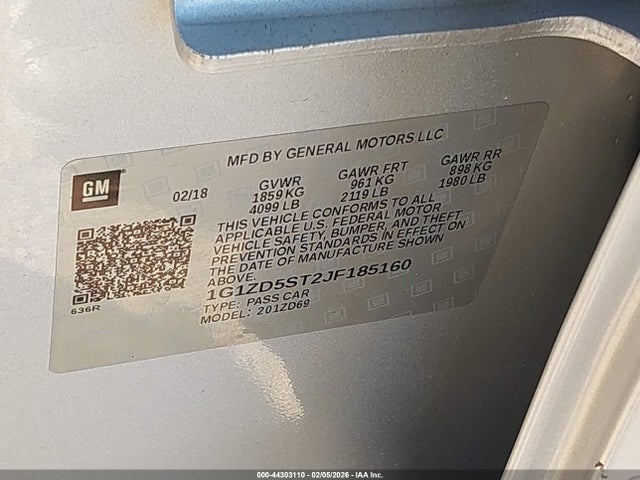 MFD BY GENERAL MOTORS LLC
GM
02/18
GVWR GAWR FRT GAWR RR
1859 KG 961 KG 898 KG
4099 LB 2119 LB 1980 LB
THIS VEHICLE CONFORMS TO ALL
APPLICABLE U.S. FEDERAL MOTOR
VEHICLE SAFETY, BUMPER, AND THEFT
PREVENTION STANDARDS IN EFFECT ON
THE DATE OF MANUFACTURE SHOWN
ABOVE.
1G1ZD5ST2JF185160
TYPE: PASS CAR
MODEL: 201ZD69
636R
000-44303110 - 02/05/2026 - IAA Inc.